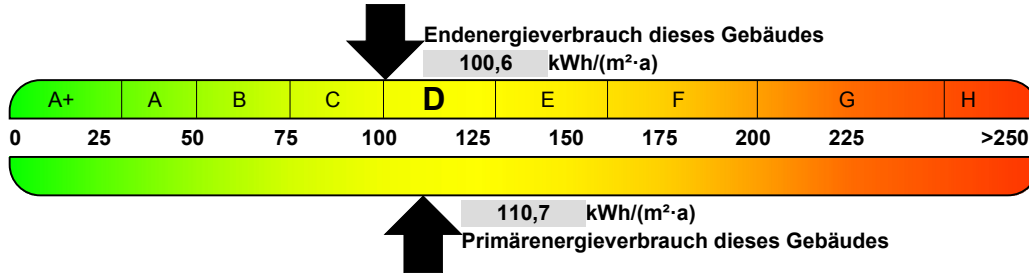 Endenergieverbrauch dieses Gebäudes
100,6 kWh/(m²·a)
A+ A B C D E F G H
0 25 50 75 100 125 150 175 200 225 >250
110,7 kWh/(m²·a)
Primärenergieverbrauch dieses Gebäudes